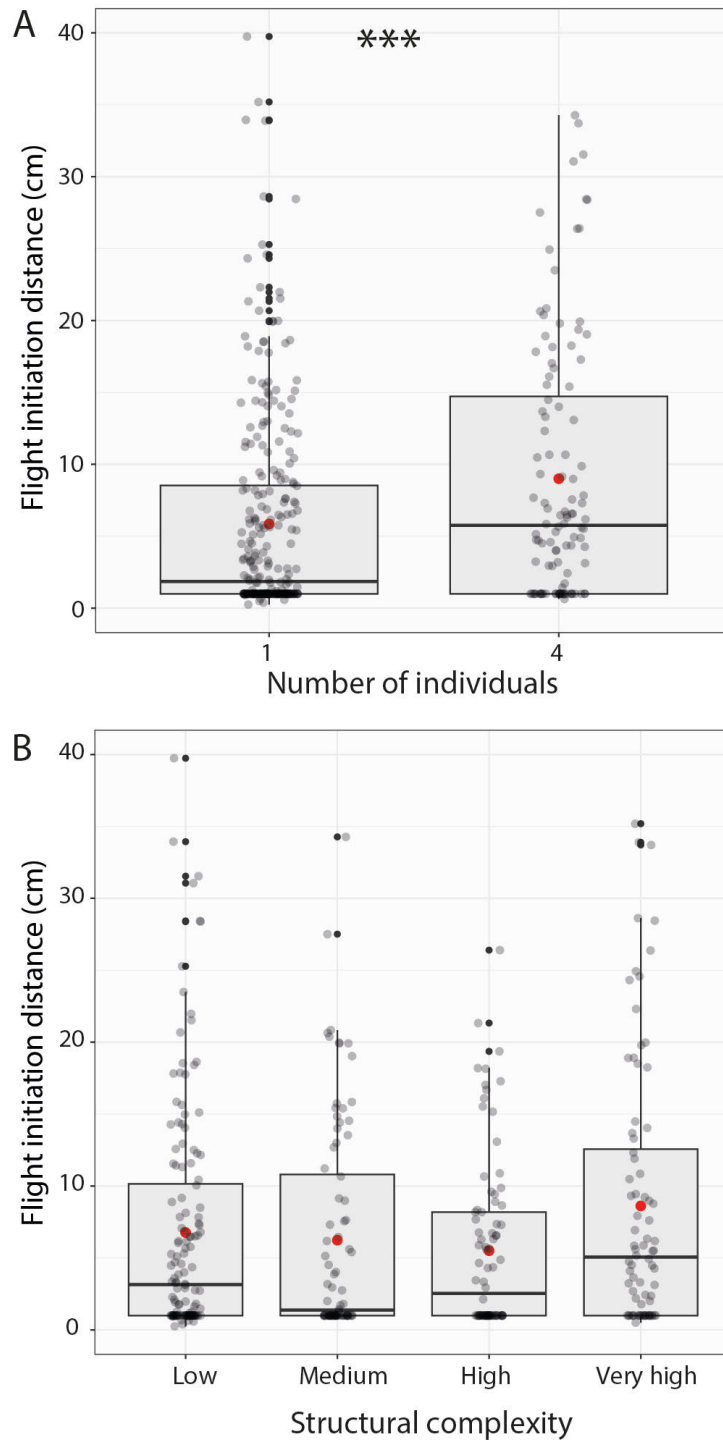 A
***
40
30
20
10
0
Flight initiation distance (cm)
1 4
Number of individuals
B
40
30
20
10
0
Flight initiation distance (cm)
Low Medium High Very high
Structural complexity